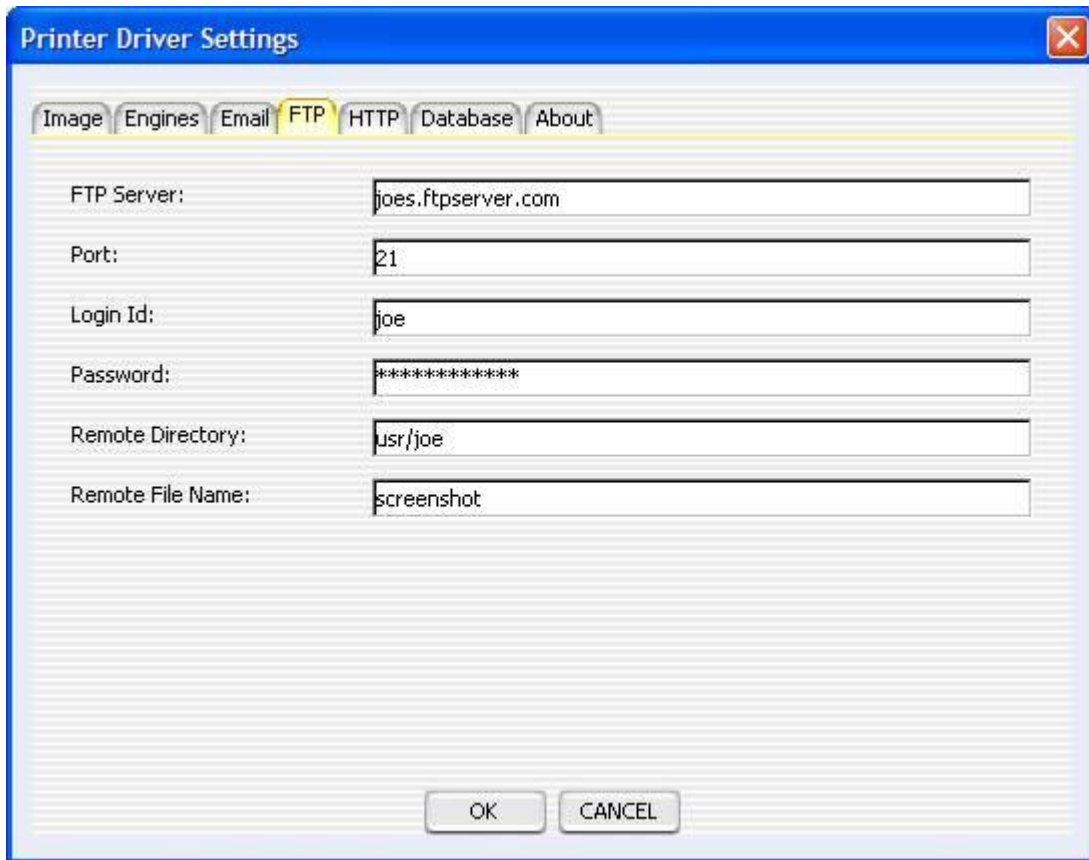 Printer Driver Settings
Image Engines Email FTP HTTP Database About
FTP Server: joes.ftpserver.com
Port: 21
Login Id: joe
Password: ************
Remote Directory: usr/joe
Remote File Name: screenshot
OK CANCEL